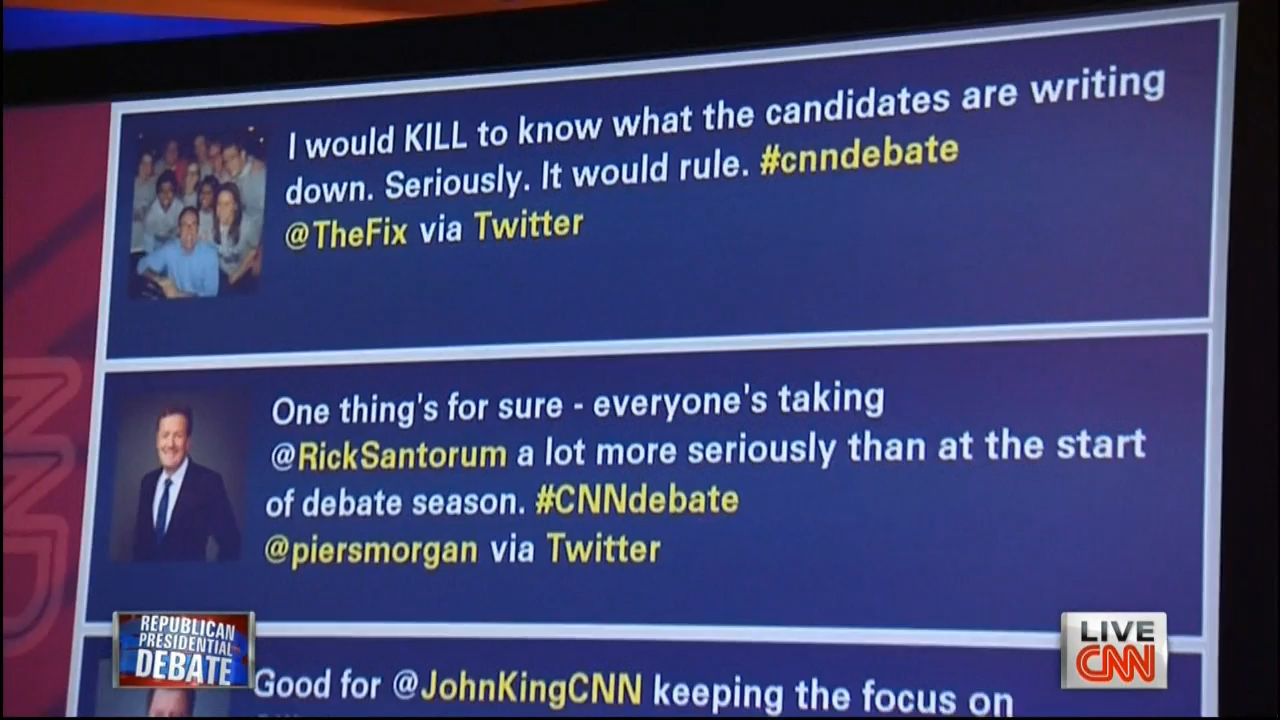 I would KILL to know what the candidates are writing
down. Seriously. It would rule. #cnndebate
@TheFix via Twitter
One thing's for sure - everyone's taking
@RickSantorum a lot more seriously than at the start
of debate season. #CNNdebate
@piersmorgan via Twitter
Good for @JohnKingCNN keeping the focus on
REPUBLICAN
PRESIDENTIAL
DEBATE
LIVE
CNN